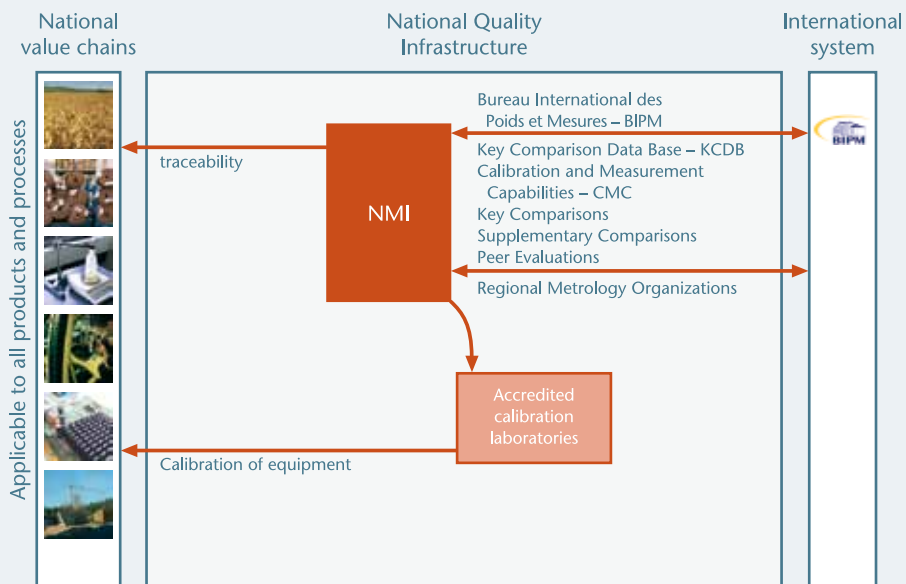 National
value chains
National Quality
Infrastructure
International
system
Applicable to all products and processes
Bureau International des
Poids et Mesures – BIPM
BIPM
traceability
Key Comparison Data Base – KCDB
Calibration and Measurement
Capabilities – CMC
Key Comparisons
Supplementary Comparisons
Peer Evaluations
NMI
Regional Metrology Organizations
Accredited
calibration
laboratories
Calibration of equipment